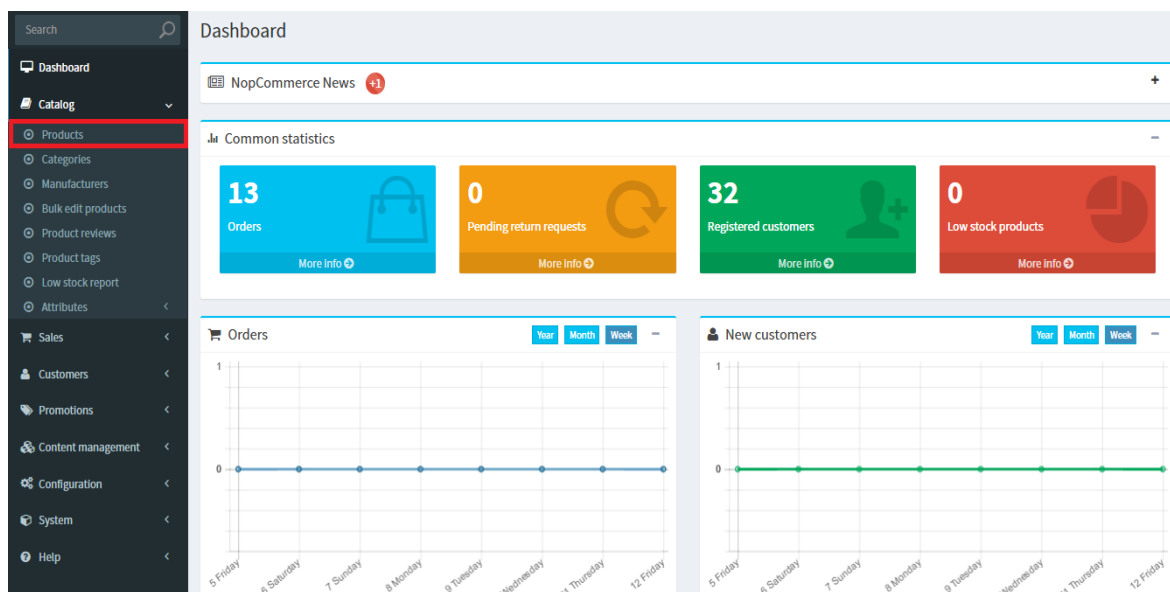 Search
Dashboard
Catalog
Products
Categories
Manufacturers
Bulk edit products
Product reviews
Product tags
Low stock report
Attributes
Sales
Customers
Promotions
Content management
Configuration
System
Help
Dashboard
NopCommerce News +1
Common statistics
13
Orders
More info
0
Pending return requests
More info
32
Registered customers
More info
0
Low stock products
More info
Orders Year Month Week
1
0
5 Friday 6 Saturday 7 Sunday 8 Monday 9 Tuesday Wednesday Thursday 12 Friday
New customers Year Month Week
1
0
5 Friday 6 Saturday 7 Sunday 8 Monday 9 Tuesday Wednesday Thursday 12 Friday